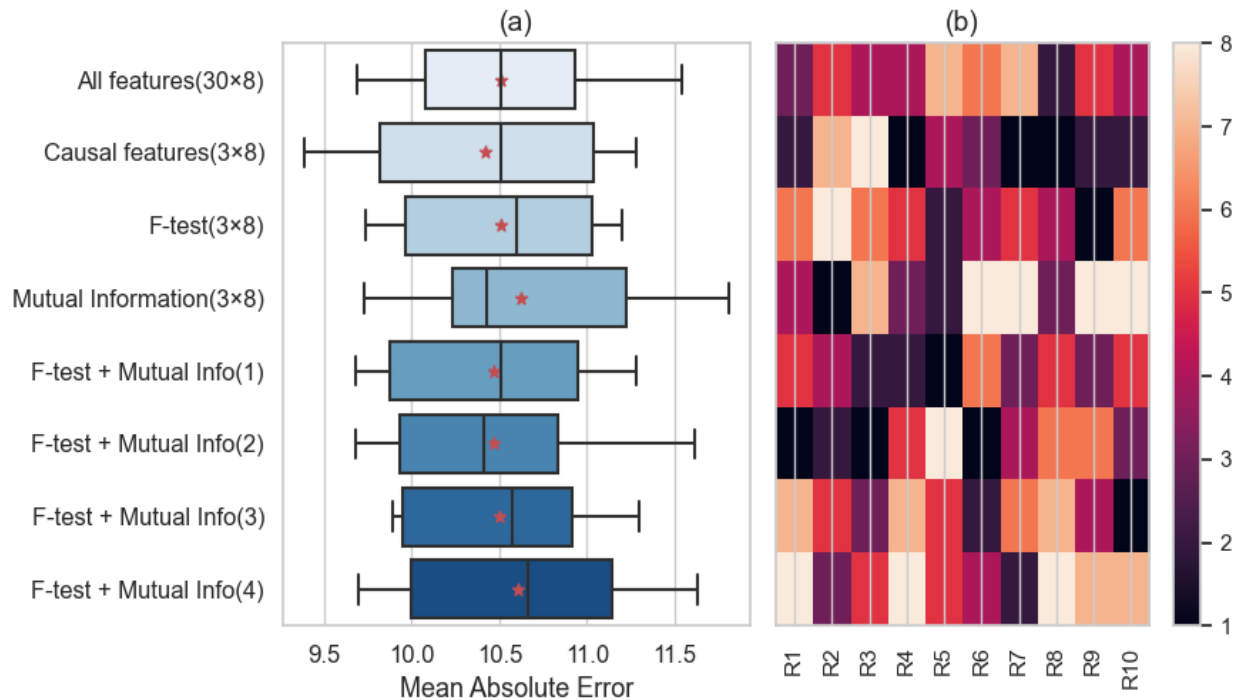 (a)
(b)
All features(30×8)
Causal features(3×8)
F-test(3×8)
Mutual Information(3×8)
F-test + Mutual Info(1)
F-test + Mutual Info(2)
F-test + Mutual Info(3)
F-test + Mutual Info(4)
9.5 10.0 10.5 11.0 11.5
Mean Absolute Error
R1 R2 R3 R4 R5 R6 R7 R8 R9 R10
8
7
6
5
4
3
2
1